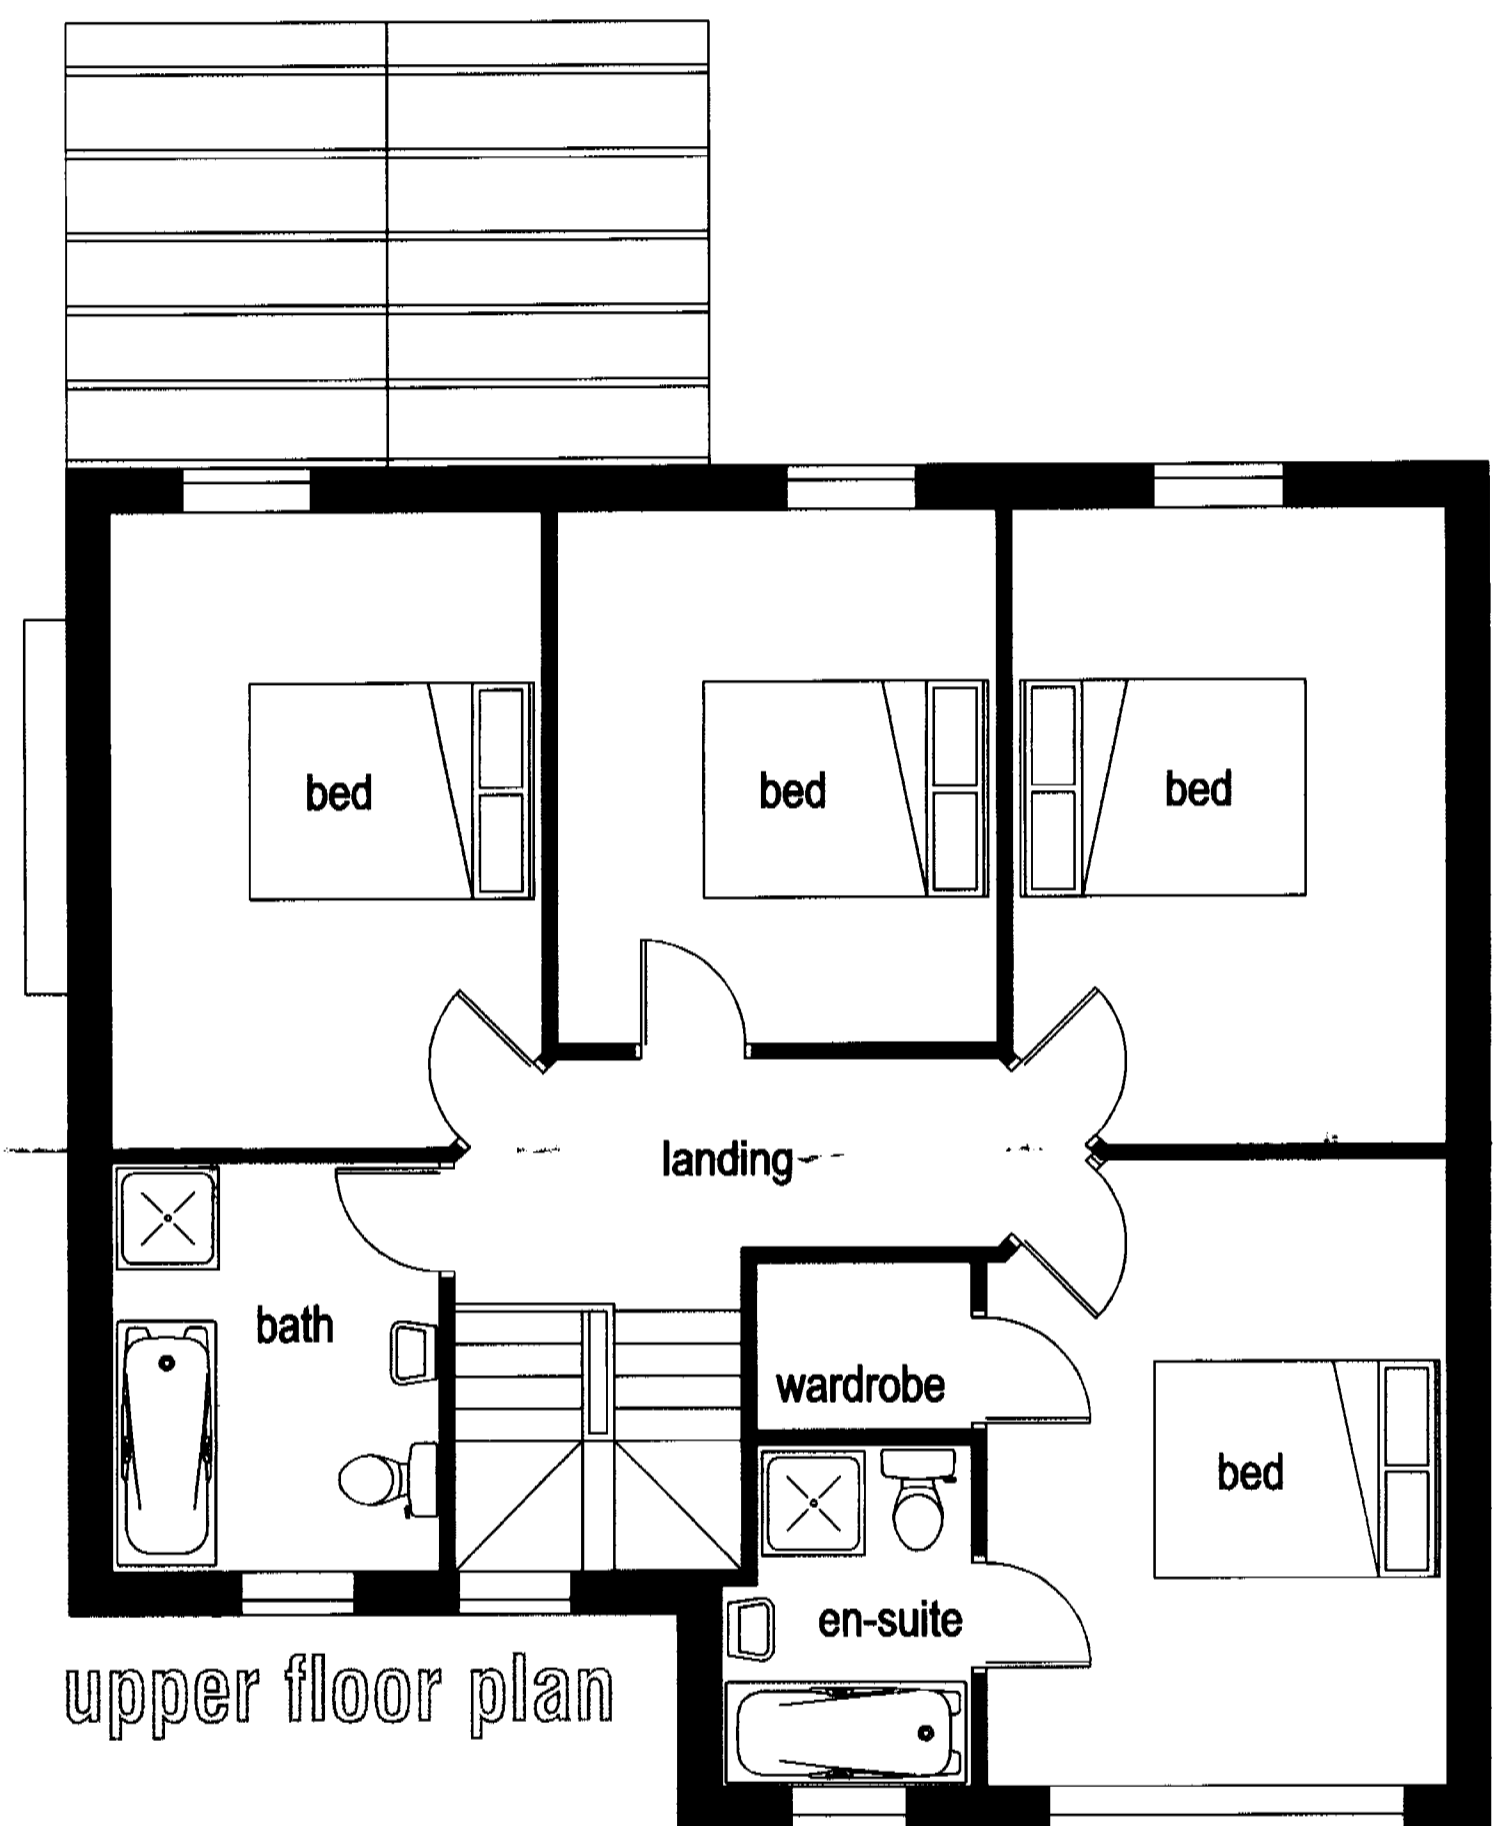 bed
bed
bed
landing
bath
wardrobe
bed
en-suite
upper floor plan